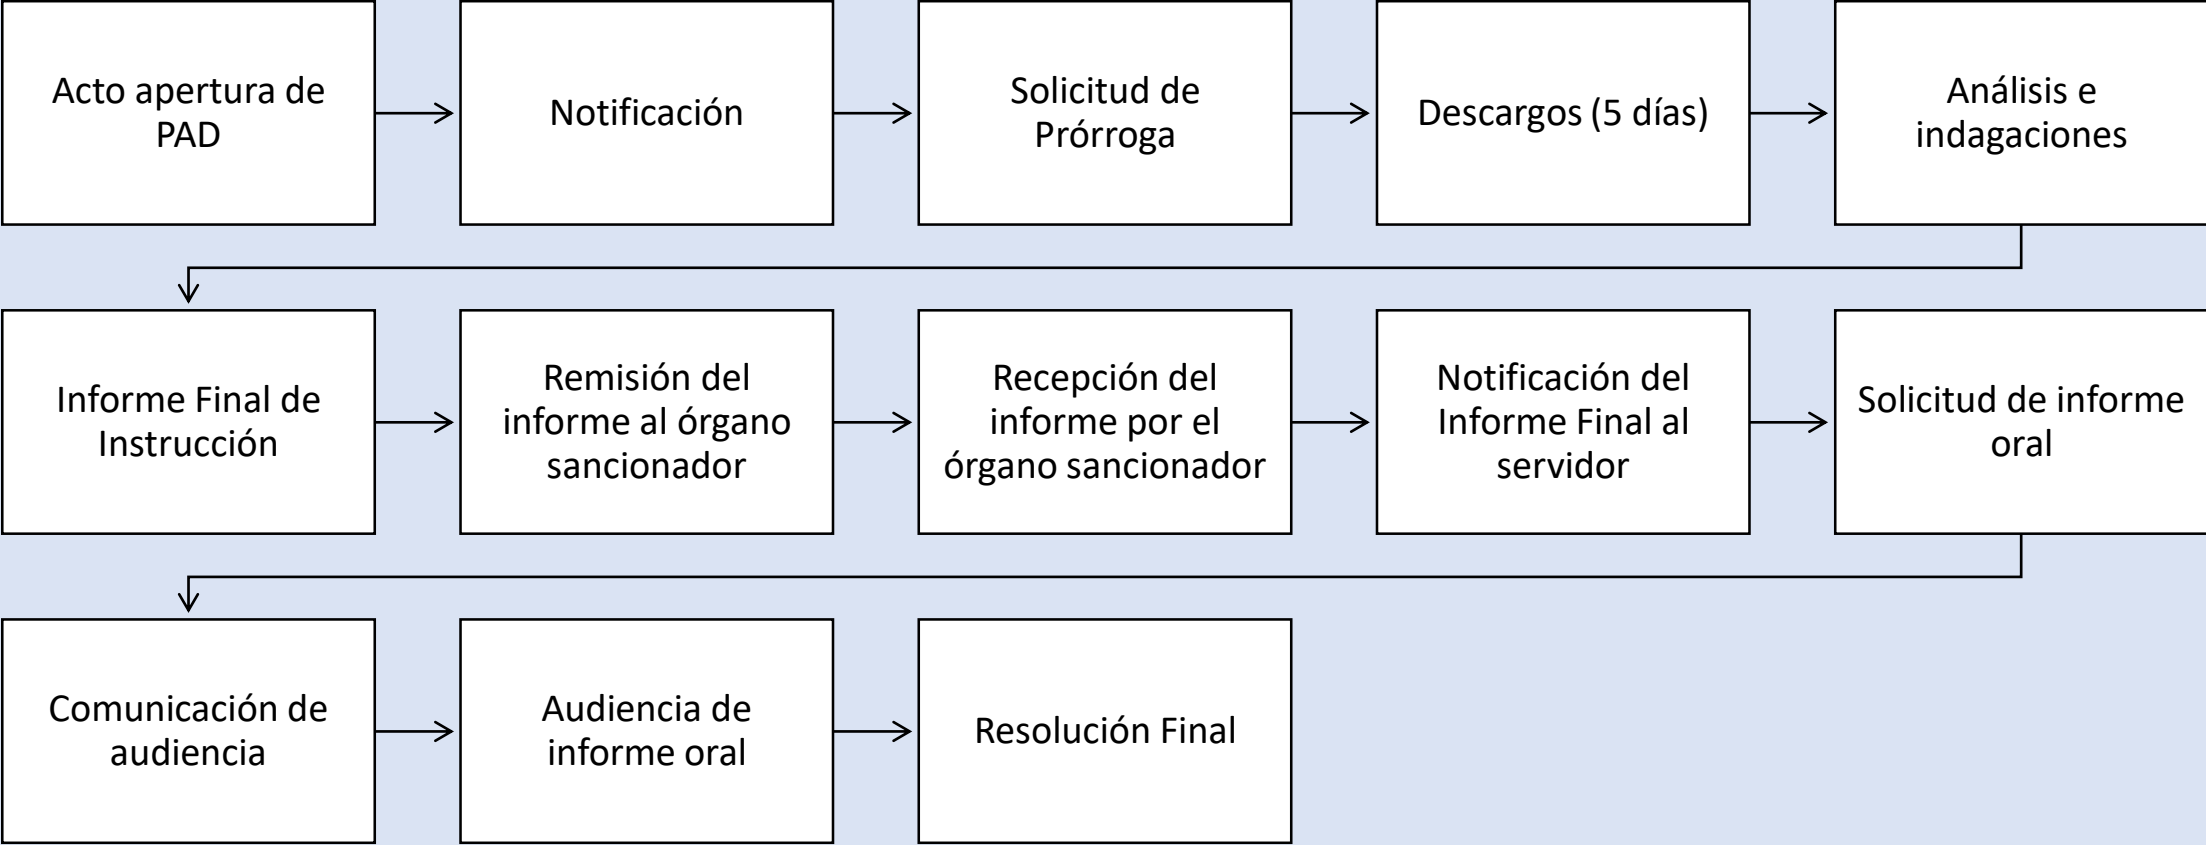 Acto apertura de
PAD
Notificación
Solicitud de
Prórroga
Descargos (5 días)
Análisis e
indagaciones
Informe Final de
Instrucción
Remisión del
informe al órgano
sancionador
Recepción del
informe por el
órgano sancionador
Notificación del
Informe Final al
servidor
Solicitud de informe
oral
Comunicación de
audiencia
Audiencia de
informe oral
Resolución Final